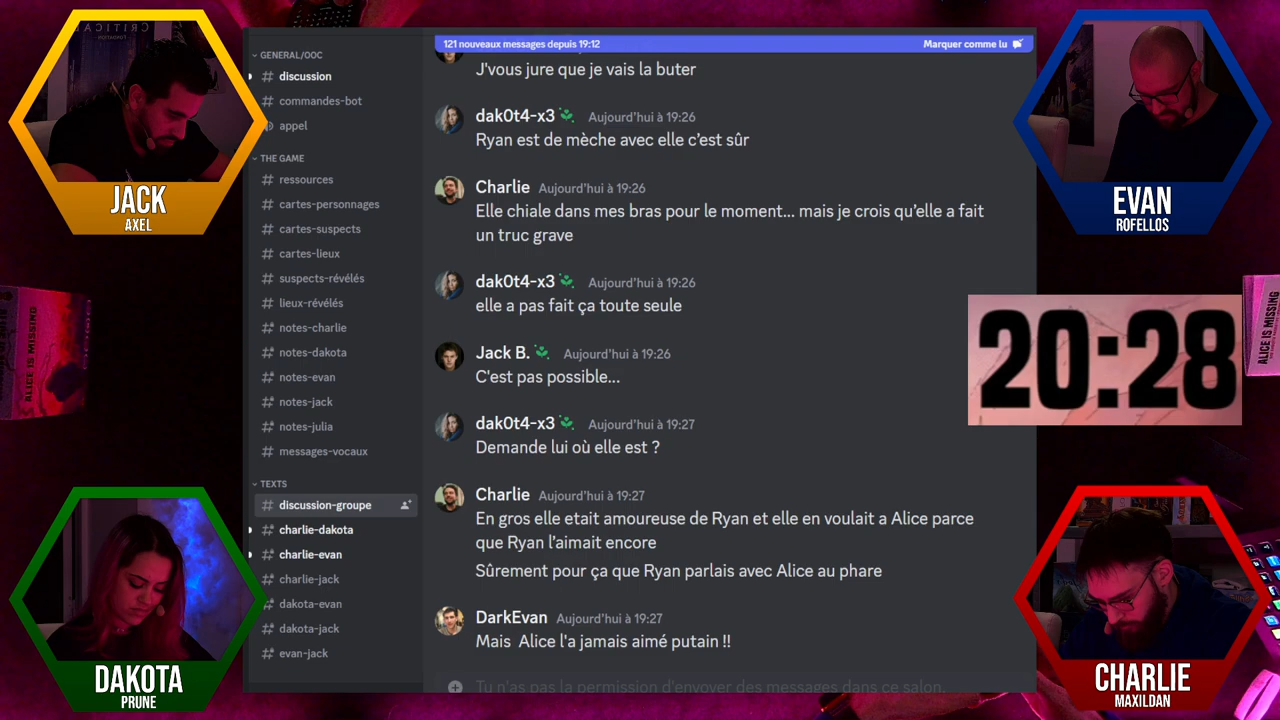 CRITICAL
FOUNDATION
JACK
AXEL
GENERAL/OOC
discussion
commandes-bot
appel
THE GAME
ressources
cartes-personnages
cartes-suspects
cartes-lieux
suspects-révélés
lieux-révélés
notes-charlie
notes-dakota
notes-evan
notes-jack
notes-julia
messages-vocaux
TEXTS
discussion-groupe
charlie-dakota
charlie-evan
charlie-jack
dakota-evan
dakota-jack
evan-jack
121 nouveaux messages depuis 19:12
Marquer comme lu
J'vous jure que je vais la buter
dak0t4-x3 Aujourd'hui à 19:26
Ryan est de mèche avec elle c'est sûr
Charlie Aujourd'hui à 19:26
Elle chiale dans mes bras pour le moment... mais je crois qu'elle a fait
un truc grave
dak0t4-x3 Aujourd'hui à 19:26
elle a pas fait ça toute seule
Jack B. Aujourd'hui à 19:26
C'est pas possible...
dak0t4-x3 Aujourd'hui à 19:27
Demande lui où elle est ?
Charlie Aujourd'hui à 19:27
En gros elle etait amoureuse de Ryan et elle en voulait a Alice parce
que Ryan l'aimait encore
Sûrement pour ça que Ryan parlais avec Alice au phare
DarkEvan Aujourd'hui à 19:27
Mais Alice l'a jamais aimé putain !!
Tu n'as pas la permission d'envoyer des messages dans ce salon.
EVAN
ROFELLOS
20:28
ALICE IS MISSING
ALICE IS MISSING
DAKOTA
PRUNE
CHARLIE
MAXILDAN